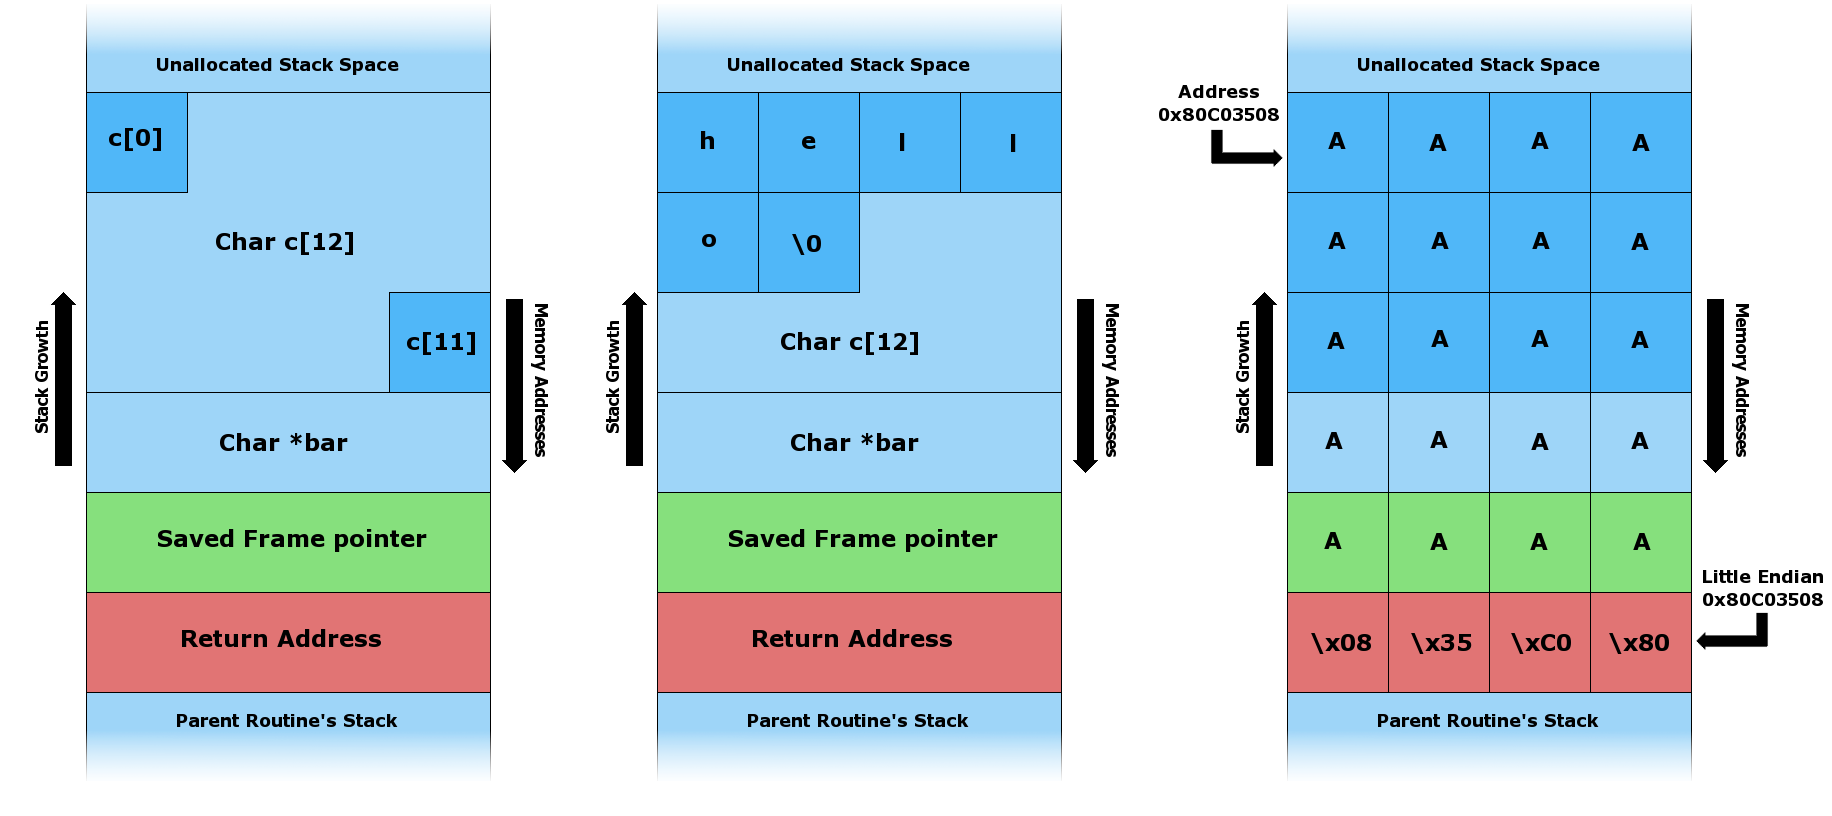 Unallocated Stack Space
c[0]
Char c[12]
c[11]
Stack Growth
Memory Addresses
Char *bar
Saved Frame pointer
Return Address
Parent Routine's Stack
Unallocated Stack Space
h e l l
o \0
Char c[12]
Stack Growth
Memory Addresses
Char *bar
Saved Frame pointer
Return Address
Parent Routine's Stack
Unallocated Stack Space
Address
0x80C03508
A A A A
A A A A
A A A A
Stack Growth
Memory Addresses
A A A A
A A A A
Little Endian
0x80C03508
\x08 \x35 \xC0 \x80
Parent Routine's Stack